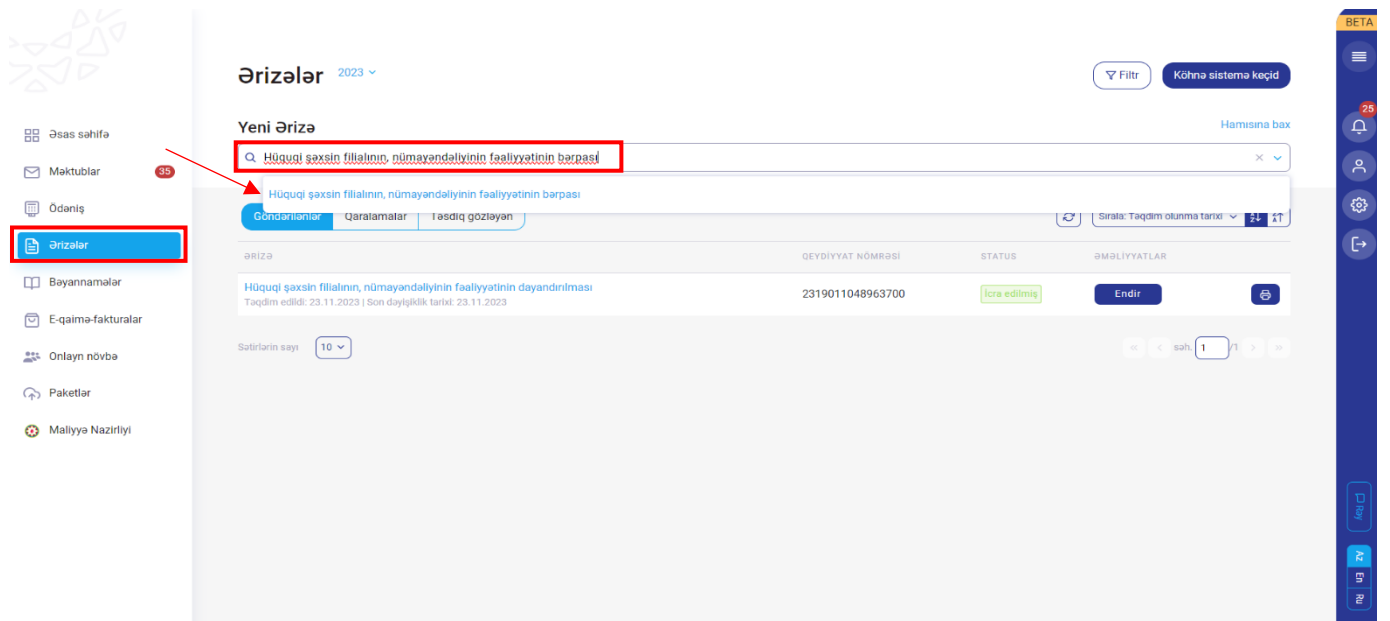 BETA
Ərizələr 2023
Filtr
Köhnə sistemə keçid
25
Yeni Ərizə
Hamısına bax
Əsas səhifə
Hüquqi şəxsin filialının, nümayəndəliyinin fəaliyyətinin bərpası
Məktublar 35
Hüquqi şəxsin filialının, nümayəndəliyinin fəaliyyətinin bərpası
Ödəniş
Göndərilənlər Qaralamalar Təsdiq gözləyən
Sırala: Təqdim olunma tarixi
Ərizələr
ƏRİZƏ QEYDİYYAT NÖMRƏSİ STATUS ƏMƏLİYYATLAR
Bəyannamələr
Hüquqi şəxsin filialının, nümayəndəliyinin fəaliyyətinin dayandırılması
2319011048963700 İcra edilmiş Endir
Təqdim edildi: 23.11.2023 | Son dəyişiklik tarixi: 23.11.2023
E-qaimə-fakturalar
Sətirlərin sayı 10
səh. 1 /1
Onlayn növbə
Paketlər
Maliyyə Nazirliyi
Rəy
Az
En
Ru